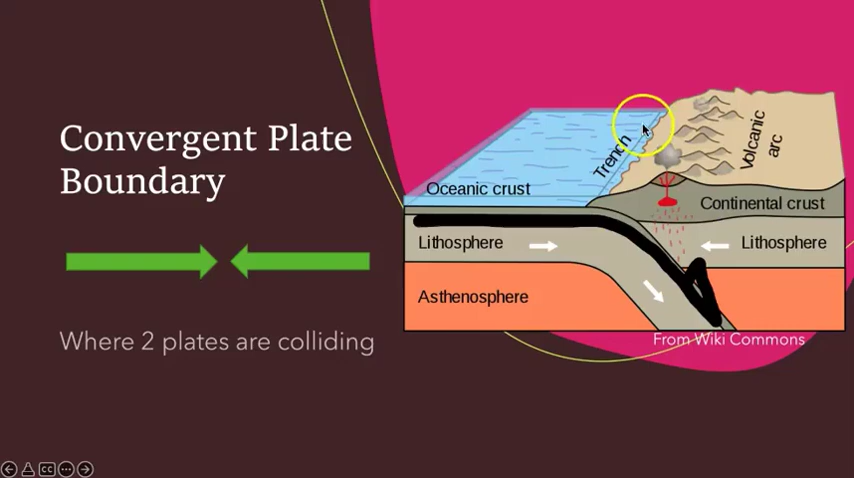 Convergent Plate
Boundary
Where 2 plates are colliding
Trench
Volcanic
arc
Oceanic crust
Continental crust
Lithosphere
Lithosphere
Asthenosphere
From Wiki Commons
CC